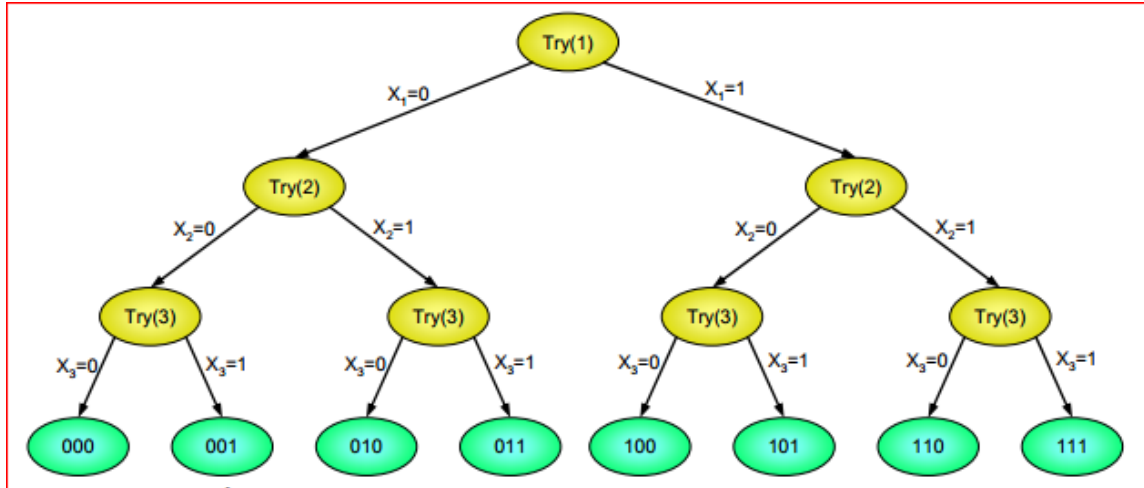 Try(1)
X₁=0 X₁=1
Try(2) Try(2)
X₂=0 X₂=1 X₂=0 X₂=1
Try(3) Try(3) Try(3) Try(3)
X₃=0 X₃=1 X₃=0 X₃=1 X₃=0 X₃=1 X₃=0 X₃=1
000 001 010 011 100 101 110 111